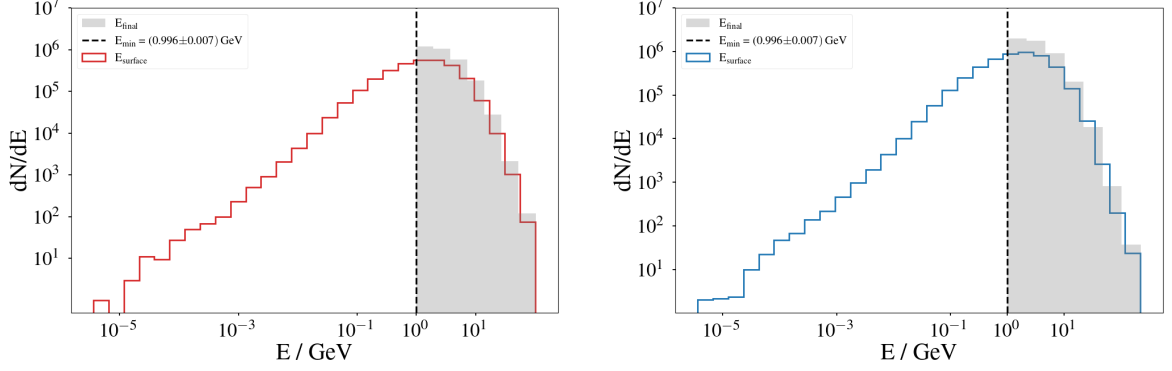 10^7
10^6
10^5
10^4
10^3
10^2
10^1
dN/dE
E_final
E_min = (0.996±0.007) GeV
E_surface
10^-5
10^-3
10^-1
10^0
10^1
E / GeV
10^7
10^6
10^5
10^4
10^3
10^2
10^1
dN/dE
E_final
E_min = (0.996±0.007) GeV
E_surface
10^-5
10^-3
10^-1
10^0
10^1
E / GeV